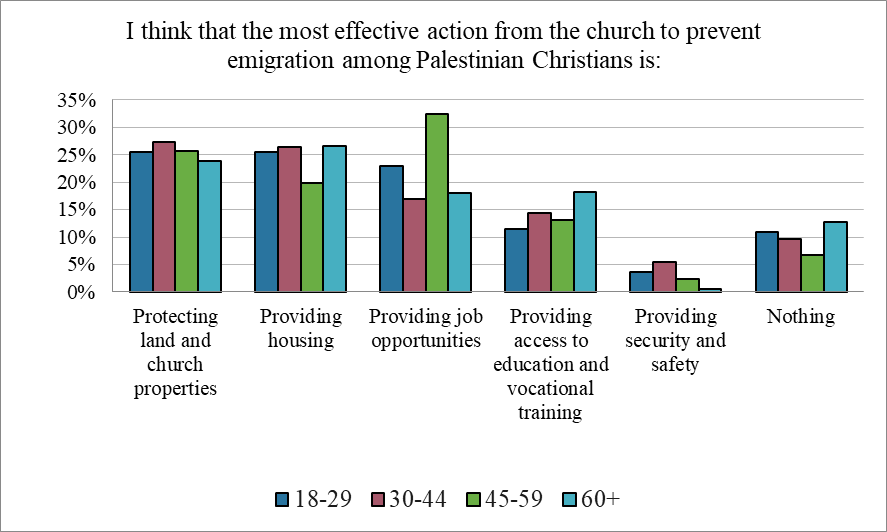 I think that the most effective action from the church to prevent
emigration among Palestinian Christians is:
35%
30%
25%
20%
15%
10%
5%
0%
Protecting
land and
church
properties
Providing
housing
Providing job
opportunities
Providing
access to
education and
vocational
training
Providing
security and
safety
Nothing
18-29
30-44
45-59
60+